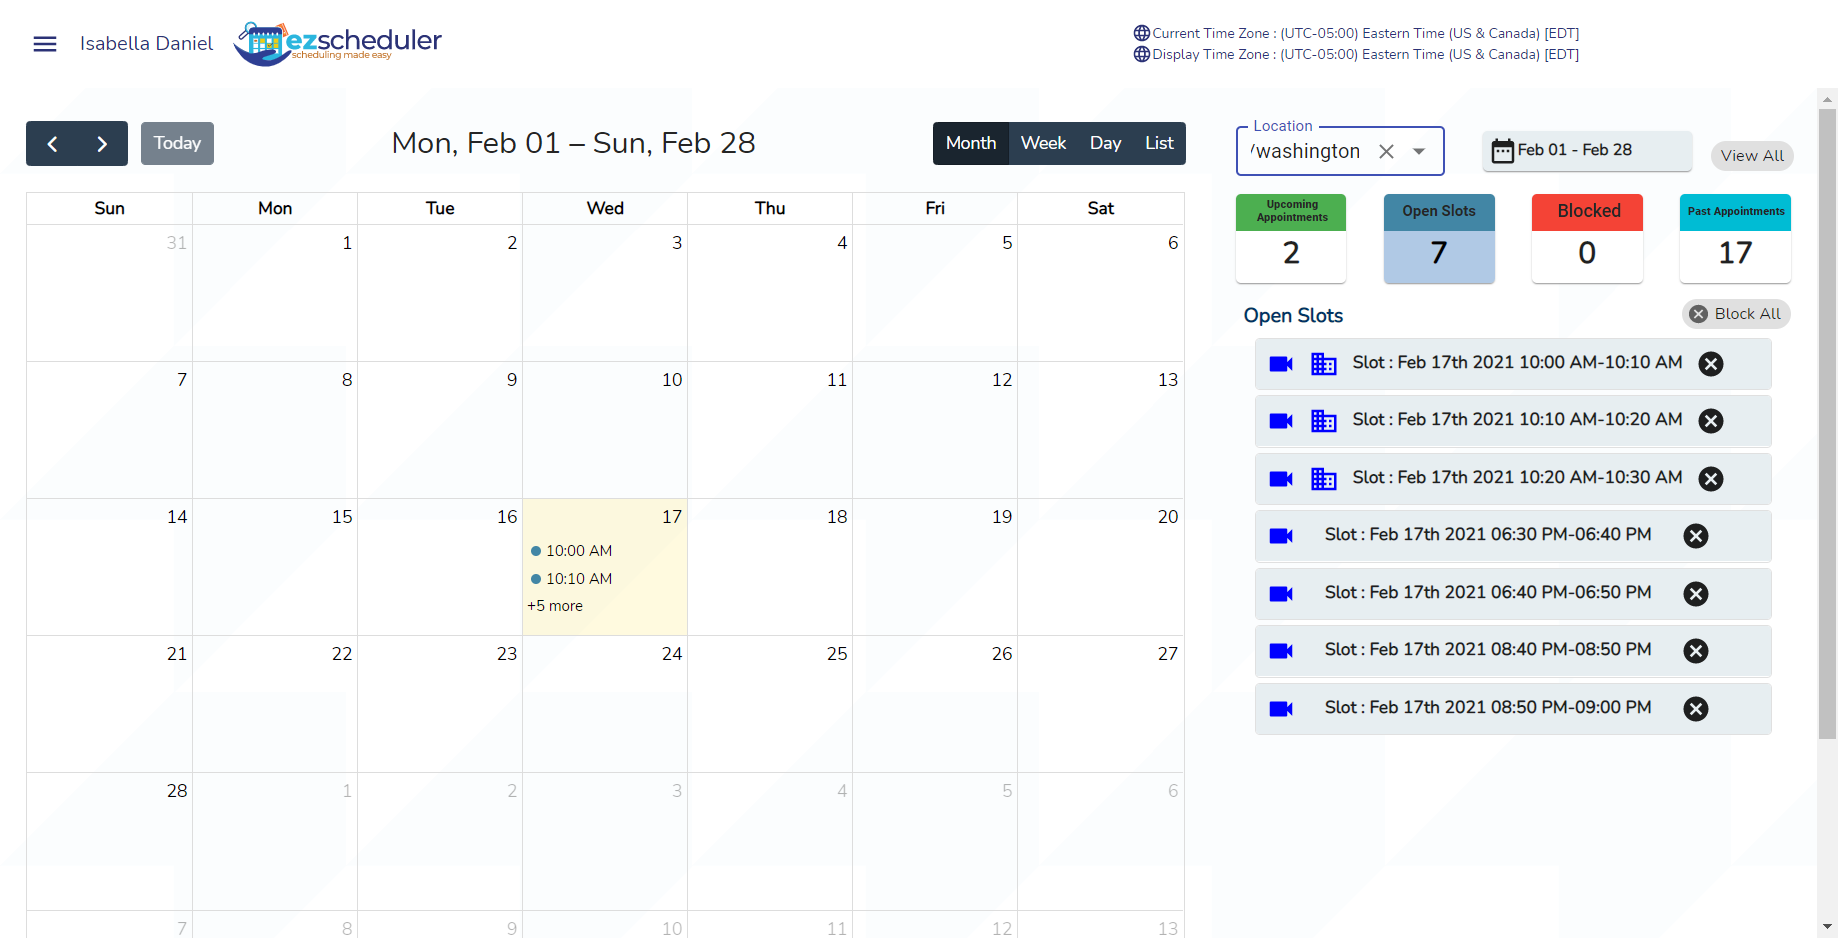 Isabella Daniel
ezscheduler
scheduling made easy
Current Time Zone : (UTC-05:00) Eastern Time (US & Canada) [EDT]
Display Time Zone : (UTC-05:00) Eastern Time (US & Canada) [EDT]
Today
Mon, Feb 01 – Sun, Feb 28
Month Week Day List
Sun Mon Tue Wed Thu Fri Sat
31 1 2 3 4 5 6
7 8 9 10 11 12 13
14 15 16 17 18 19 20
10:00 AM
10:10 AM
+5 more
21 22 23 24 25 26 27
28 1 2 3 4 5 6
7 8 9 10 11 12 13
Location
/washington
Feb 01 - Feb 28
View All
Upcoming Appointments
2
Open Slots
7
Blocked
0
Past Appointments
17
Open Slots
Block All
Slot : Feb 17th 2021 10:00 AM-10:10 AM
Slot : Feb 17th 2021 10:10 AM-10:20 AM
Slot : Feb 17th 2021 10:20 AM-10:30 AM
Slot : Feb 17th 2021 06:30 PM-06:40 PM
Slot : Feb 17th 2021 06:40 PM-06:50 PM
Slot : Feb 17th 2021 08:40 PM-08:50 PM
Slot : Feb 17th 2021 08:50 PM-09:00 PM